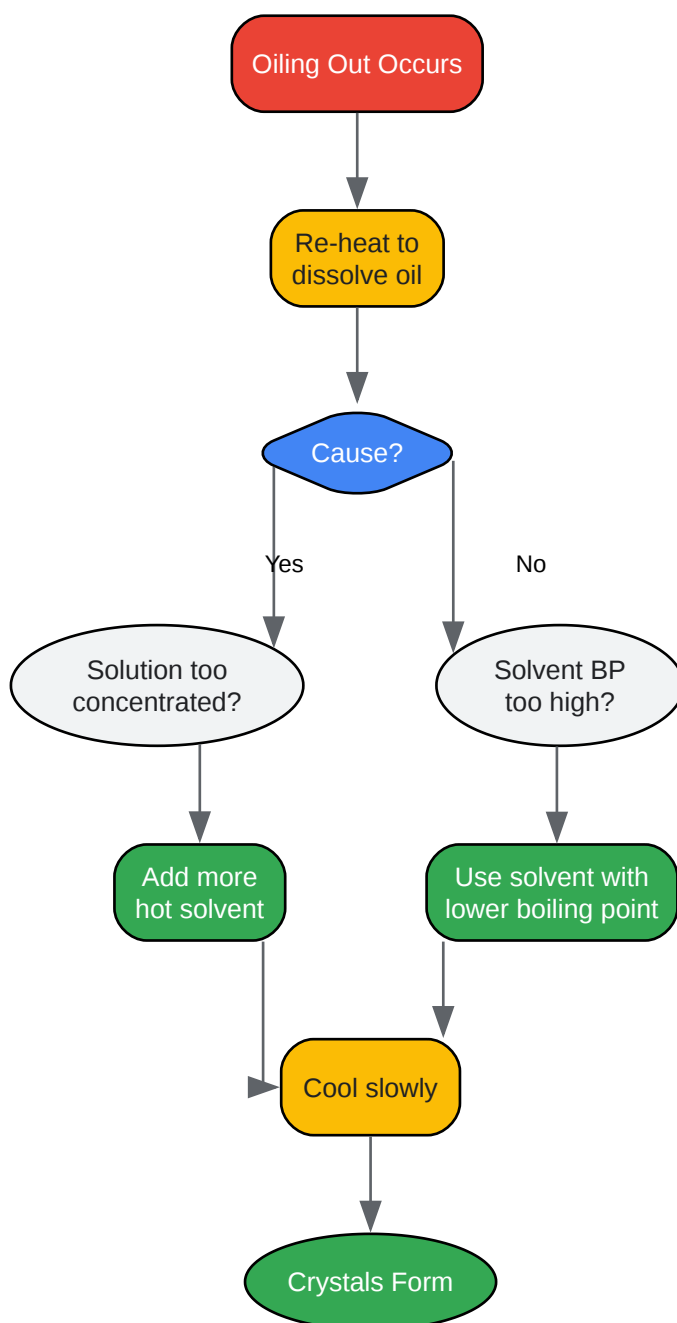 Oiling Out Occurs
Re-heat to
dissolve oil
Cause?
Yes
No
Solution too
concentrated?
Solvent BP
too high?
Add more
hot solvent
Use solvent with
lower boiling point
Cool slowly
Crystals Form